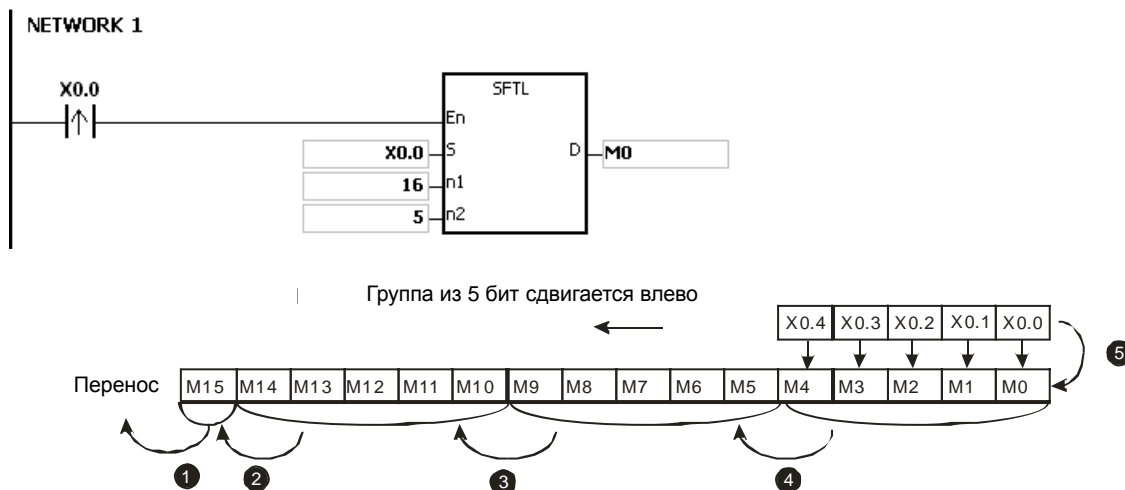 NETWORK 1
X0.0
SFTL
En
X0.0 S D M0
16 n1
5 n2
Группа из 5 бит сдвигается влево
X0.4 X0.3 X0.2 X0.1 X0.0
5
Перенос M15 M14 M13 M12 M11 M10 M9 M8 M7 M6 M5 M4 M3 M2 M1 M0
1 2 3 4